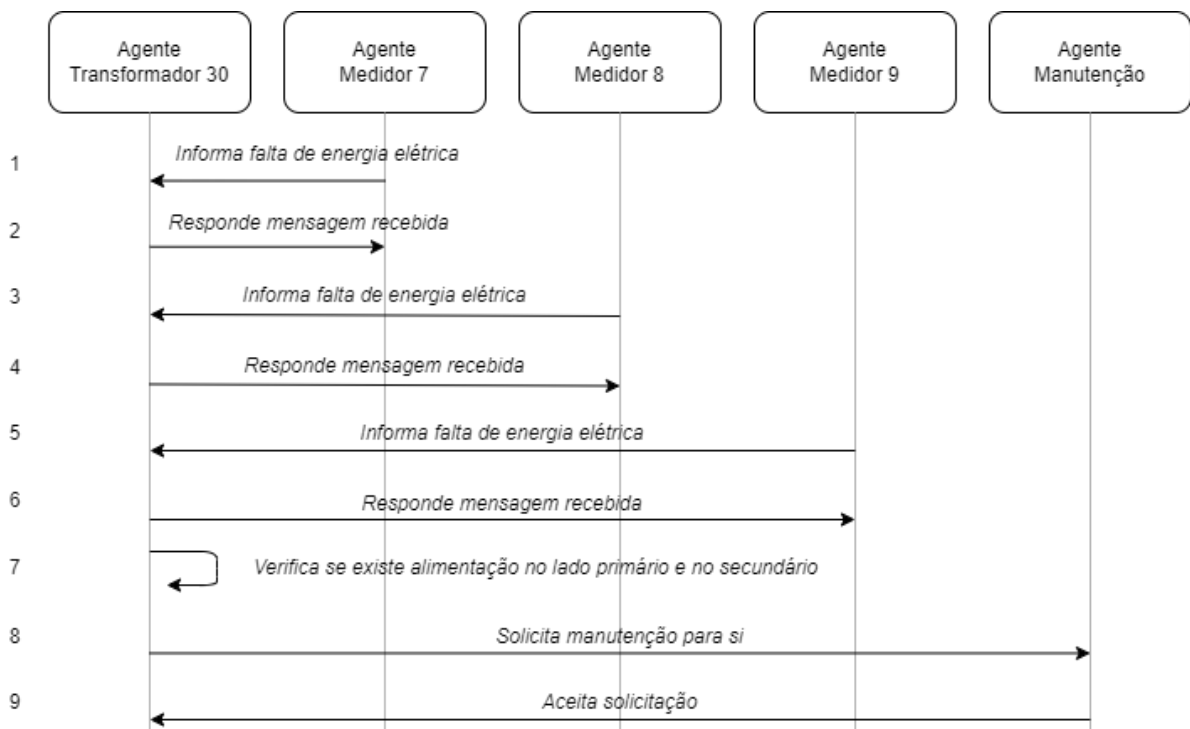 Agente
Transformador 30
Agente
Medidor 7
Agente
Medidor 8
Agente
Medidor 9
Agente
Manutenção
1
Informa falta de energia elétrica
2
Responde mensagem recebida
3
Informa falta de energia elétrica
4
Responde mensagem recebida
5
Informa falta de energia elétrica
6
Responde mensagem recebida
7
Verifica se existe alimentação no lado primário e no secundário
8
Solicita manutenção para si
9
Aceita solicitação